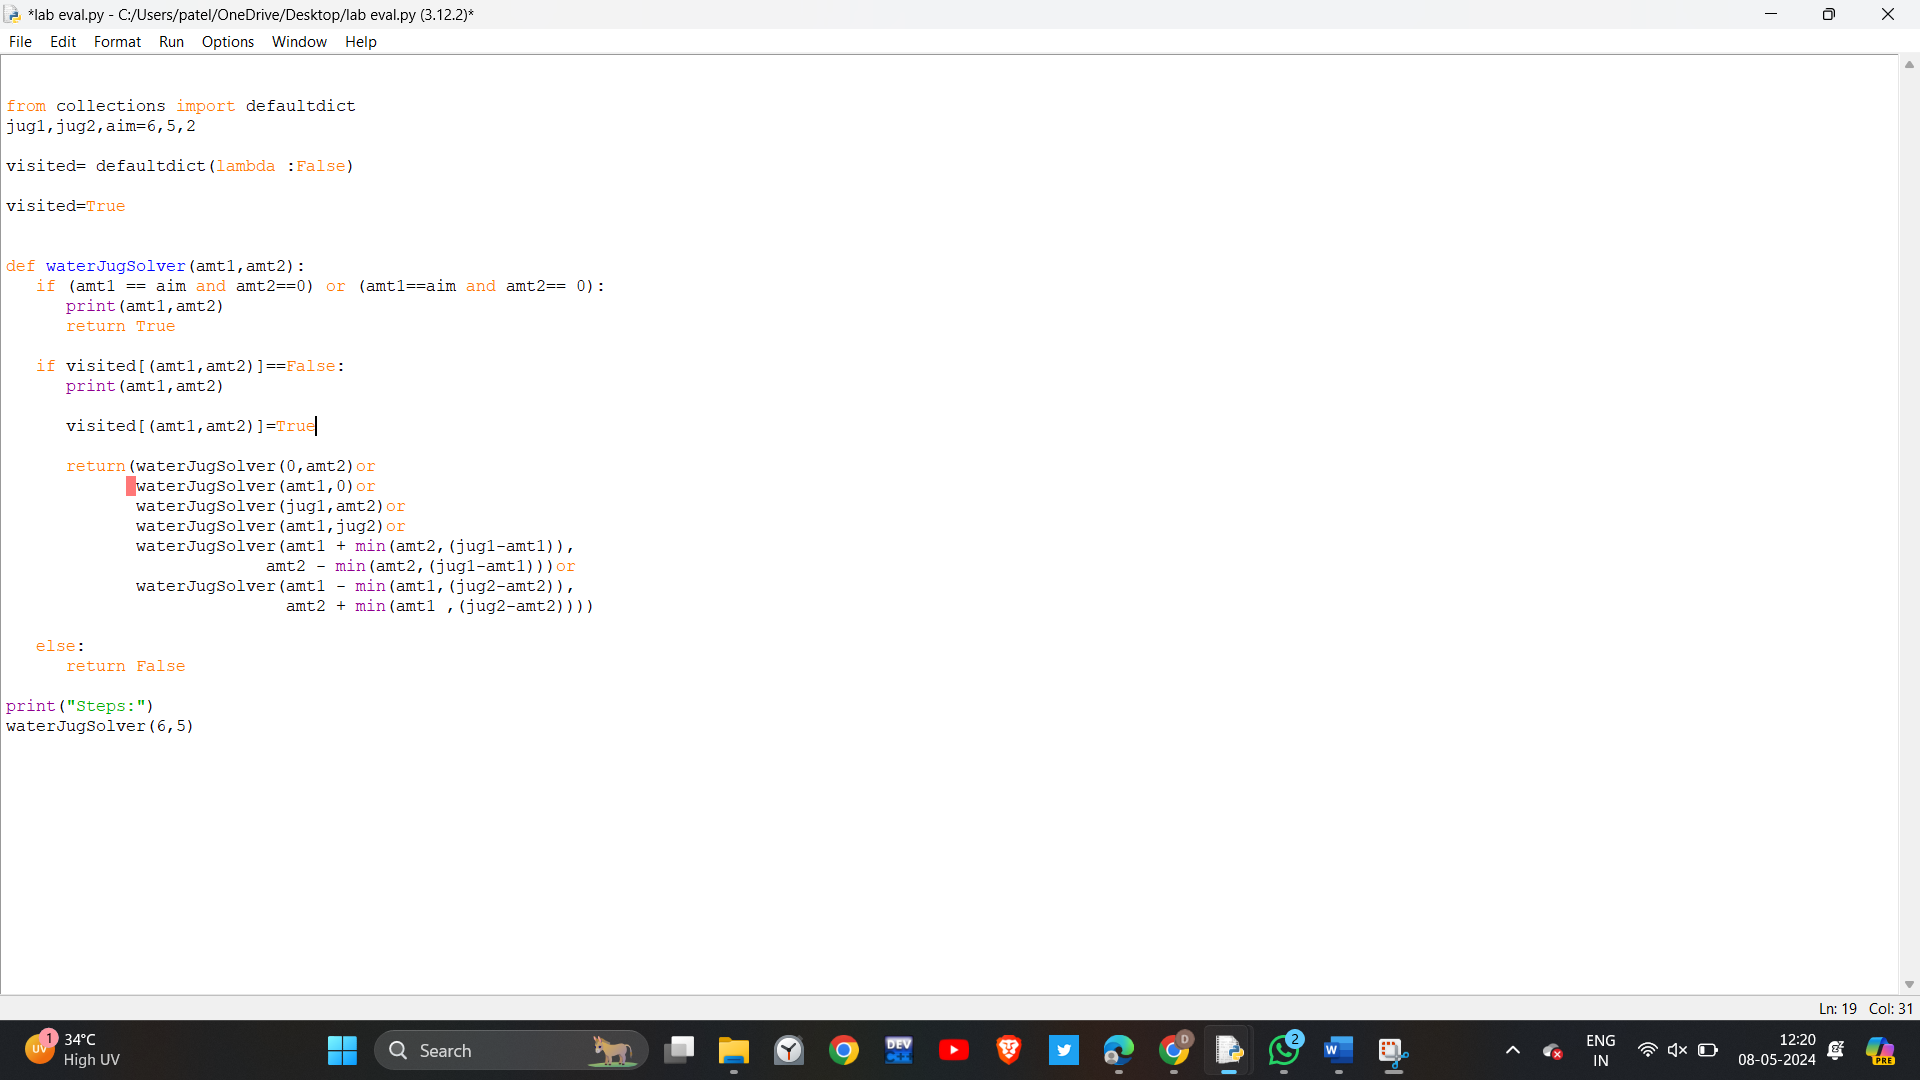 *lab eval.py - C:/Users/patel/OneDrive/Desktop/lab eval.py (3.12.2)*
File Edit Format Run Options Window Help
from collections import defaultdict
jug1,jug2,aim=6,5,2
visited= defaultdict(lambda :False)
visited=True
def waterJugSolver(amt1,amt2):
   if (amt1 == aim and amt2==0) or (amt1==aim and amt2== 0):
      print(amt1,amt2)
      return True
   if visited[(amt1,amt2)]==False:
      print(amt1,amt2)
      visited[(amt1,amt2)]=True
      return(waterJugSolver(0,amt2)or
             waterJugSolver(amt1,0)or
             waterJugSolver(jug1,amt2)or
             waterJugSolver(amt1,jug2)or
             waterJugSolver(amt1 + min(amt2,(jug1-amt1)),
                          amt2 - min(amt2,(jug1-amt1)))or
             waterJugSolver(amt1 - min(amt1,(jug2-amt2)),
                            amt2 + min(amt1 ,(jug2-amt2))))
   else:
      return False
print("Steps:")
waterJugSolver(6,5)
Ln: 19 Col: 31
UV 1 34°C
High UV
Search
DEV C++
D
2
W
ENG
IN
12:20
08-05-2024
PRE